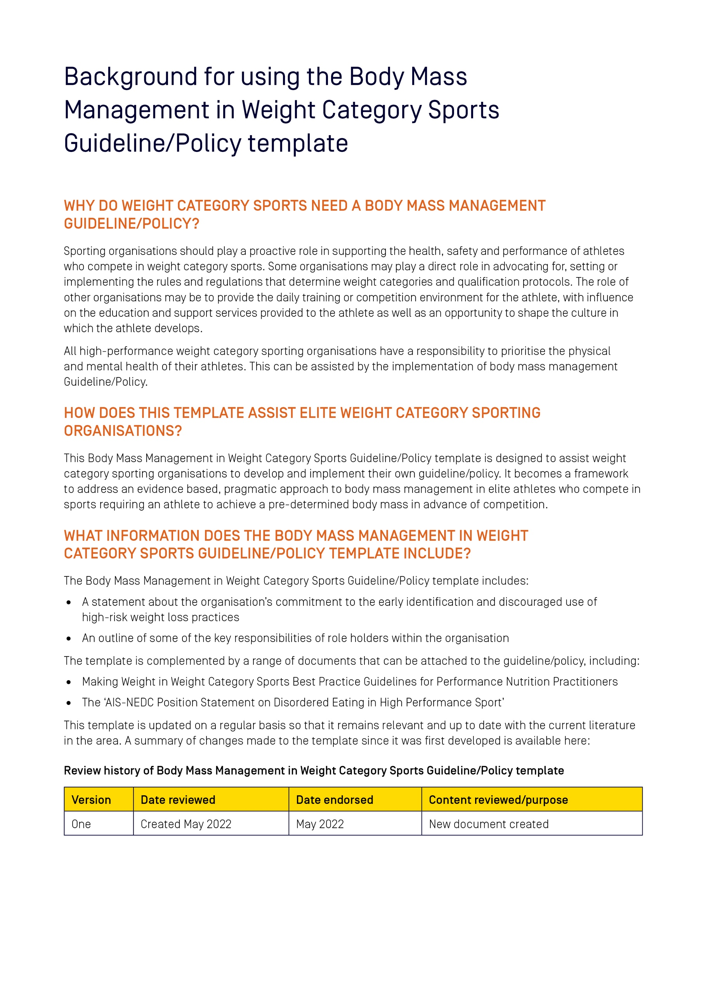 Background for using the Body Mass
Management in Weight Category Sports
Guideline/Policy template
WHY DO WEIGHT CATEGORY SPORTS NEED A BODY MASS MANAGEMENT
GUIDELINE/POLICY?
Sporting organisations should play a proactive role in supporting the health, safety and performance of athletes
who compete in weight category sports. Some organisations may play a direct role in advocating for, setting or
implementing the rules and regulations that determine weight categories and qualification protocols. The role of
other organisations may be to provide the daily training or competition environment for the athlete, with influence
on the education and support services provided to the athlete as well as an opportunity to shape the culture in
which the athlete develops.
All high-performance weight category sporting organisations have a responsibility to prioritise the physical
and mental health of their athletes. This can be assisted by the implementation of body mass management
Guideline/Policy.
HOW DOES THIS TEMPLATE ASSIST ELITE WEIGHT CATEGORY SPORTING
ORGANISATIONS?
This Body Mass Management in Weight Category Sports Guideline/Policy template is designed to assist weight
category sporting organisations to develop and implement their own guideline/policy. It becomes a framework
to address an evidence based, pragmatic approach to body mass management in elite athletes who compete in
sports requiring an athlete to achieve a pre-determined body mass in advance of competition.
WHAT INFORMATION DOES THE BODY MASS MANAGEMENT IN WEIGHT
CATEGORY SPORTS GUIDELINE/POLICY TEMPLATE INCLUDE?
The Body Mass Management in Weight Category Sports Guideline/Policy template includes:
• A statement about the organisation’s commitment to the early identification and discouraged use of
high-risk weight loss practices
• An outline of some of the key responsibilities of role holders within the organisation
The template is complemented by a range of documents that can be attached to the guideline/policy, including:
• Making Weight in Weight Category Sports Best Practice Guidelines for Performance Nutrition Practitioners
• The ‘AIS-NEDC Position Statement on Disordered Eating in High Performance Sport’
This template is updated on a regular basis so that it remains relevant and up to date with the current literature
in the area. A summary of changes made to the template since it was first developed is available here:
Review history of Body Mass Management in Weight Category Sports Guideline/Policy template
Version Date reviewed Date endorsed Content reviewed/purpose
One Created May 2022 May 2022 New document created